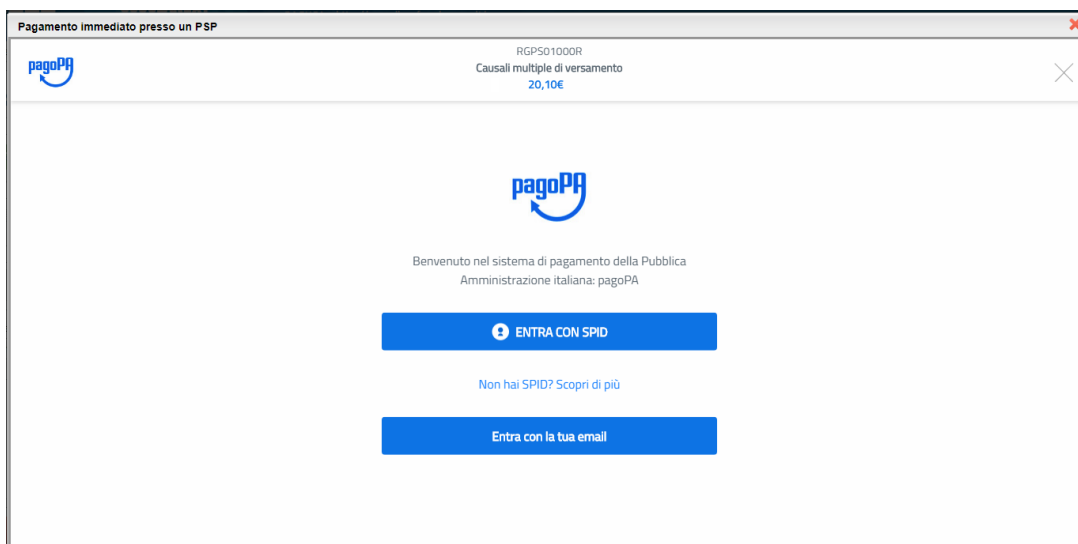 Pagamento immediato presso un PSP
pagoPA
RGPS01000R
Causali multiple di versamento
20,10€
pagoPA
Benvenuto nel sistema di pagamento della Pubblica
Amministrazione italiana: pagoPA
ENTRA CON SPID
Non hai SPID? Scopri di più
Entra con la tua email